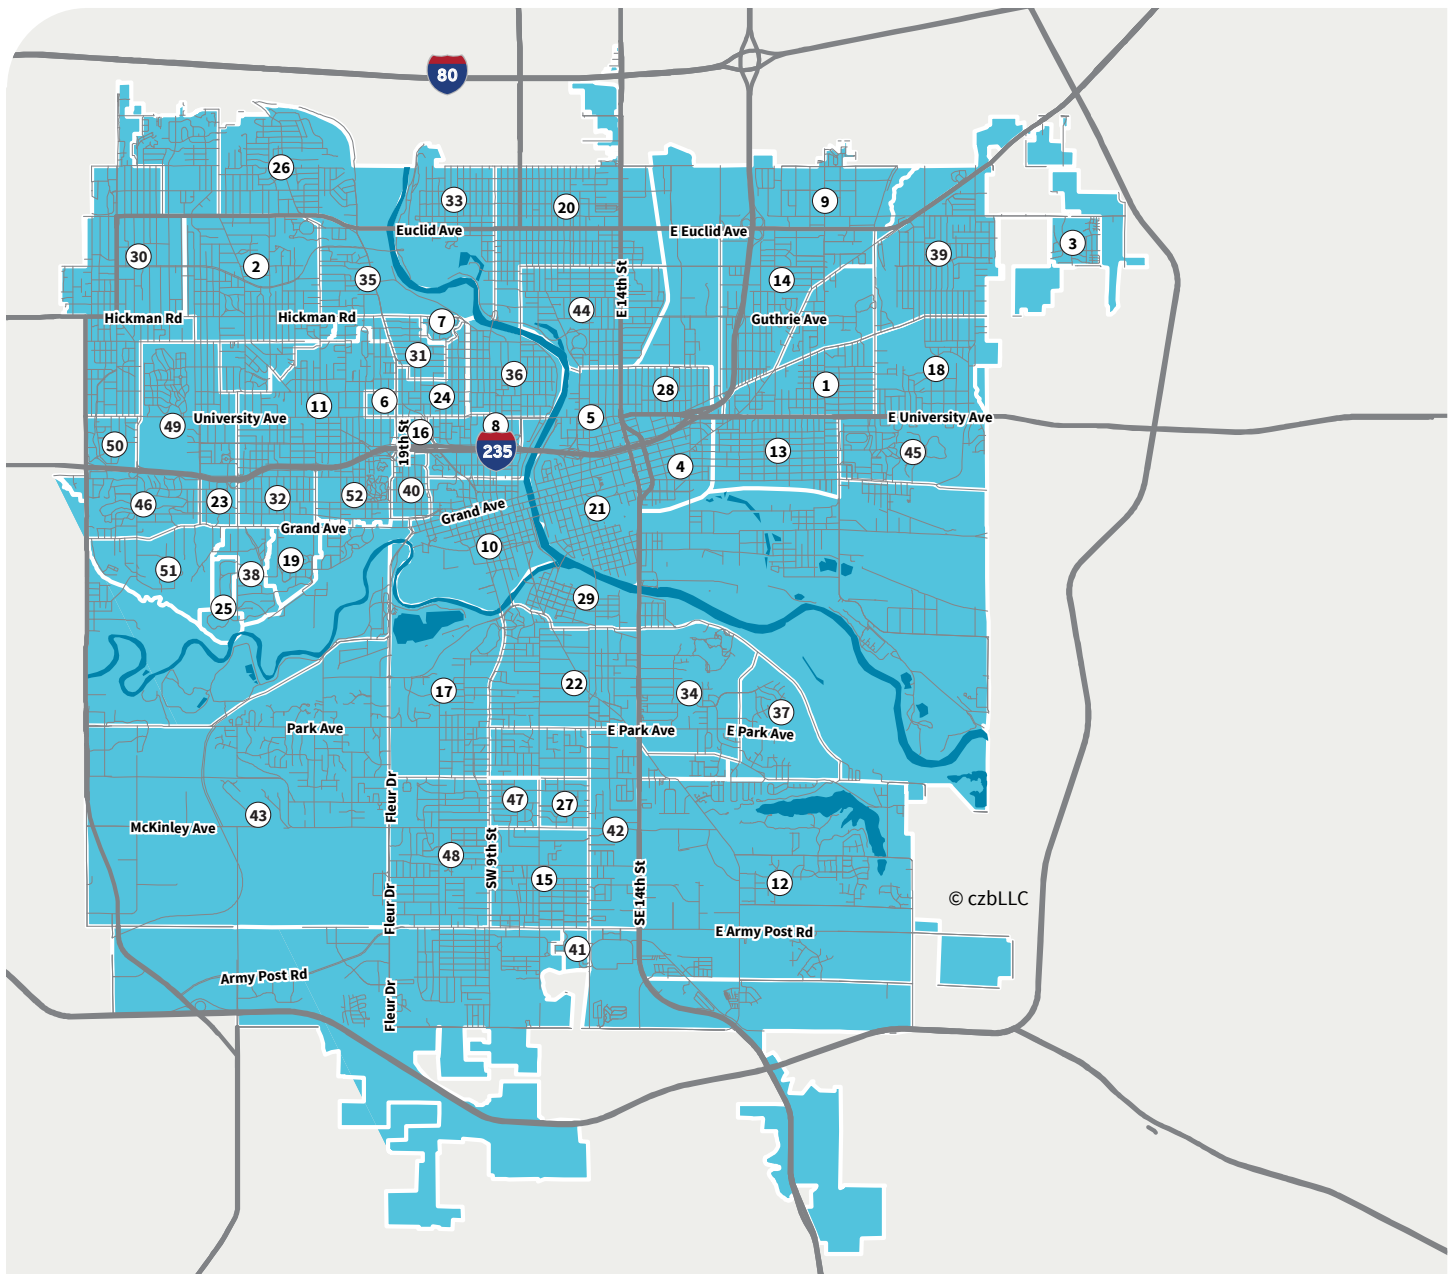 80
26
33
20
9
Euclid Ave
E Euclid Ave
30
2
35
39
3
14
E 14th St
44
Hickman Rd
Hickman Rd
7
Guthrie Ave
31
36
18
28
1
6
24
11
University Ave
49
5
E University Ave
8
16
19th St
50
235
13
45
4
46
23
32
52
40
21
Grand Ave
Grand Ave
10
51
38
19
25
29
17
22
34
37
Park Ave
E Park Ave
E Park Ave
Fleur Dr
47
27
43
McKinley Ave
42
48
SW 9th St
15
12
SE 14th St
© czbLLC
Fleur Dr
E Army Post Rd
41
Army Post Rd
Fleur Dr